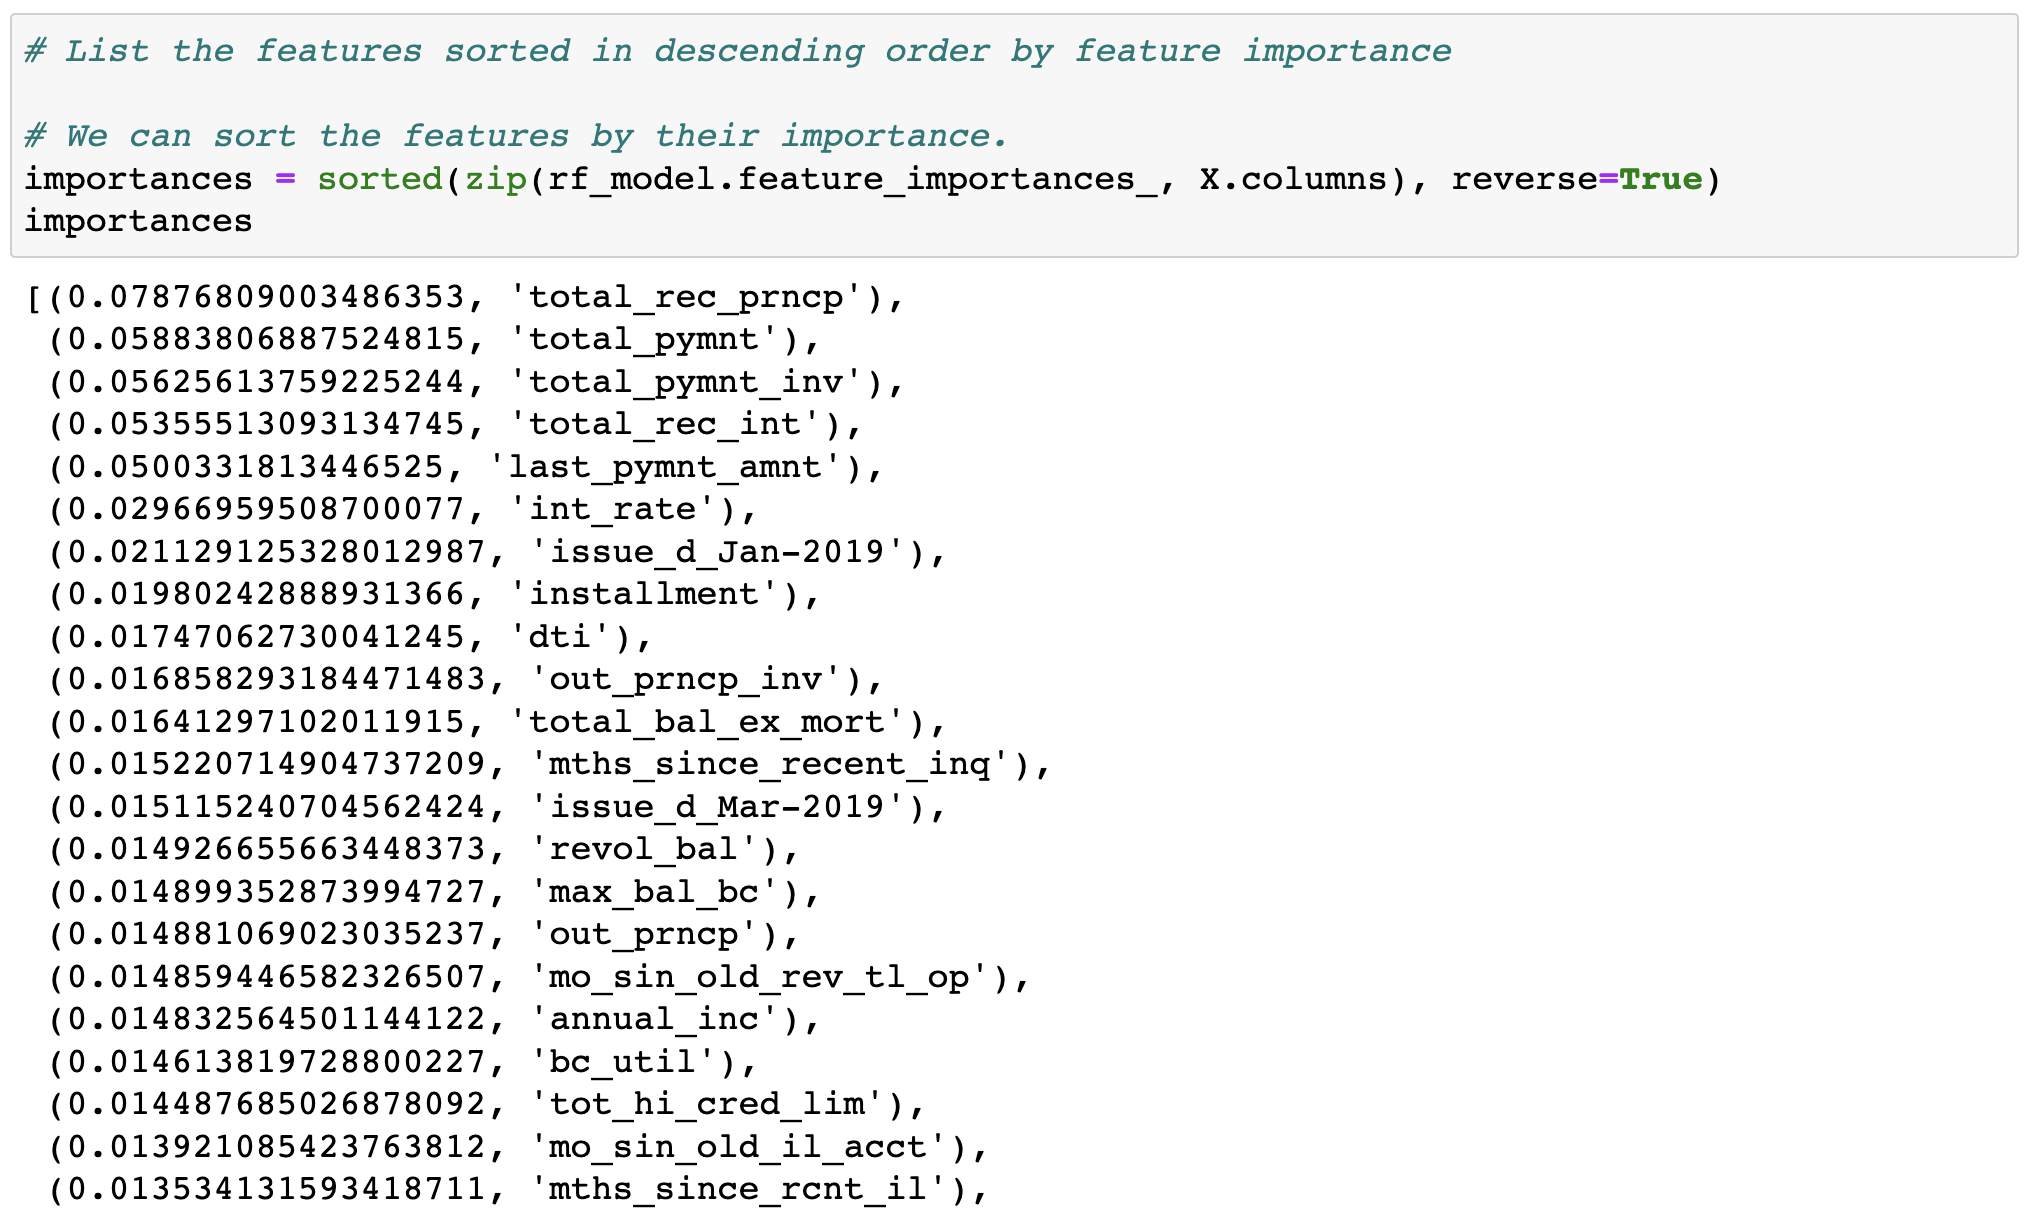 # List the features sorted in descending order by feature importance
# We can sort the features by their importance.
importances = sorted(zip(rf_model.feature_importances_, X.columns), reverse=True)
importances
[(0.07876809003486353, 'total_rec_prncp'),
(0.05883806887524815, 'total_pymnt'),
(0.05625613759225244, 'total_pymnt_inv'),
(0.05355513093134745, 'total_rec_int'),
(0.0500331813446525, 'last_pymnt_amnt'),
(0.02966959508700077, 'int_rate'),
(0.021129125328012987, 'issue_d_Jan-2019'),
(0.01980242888931366, 'installment'),
(0.01747062730041245, 'dti'),
(0.016858293184471483, 'out_prncp_inv'),
(0.01641297102011915, 'total_bal_ex_mort'),
(0.015220714904737209, 'mths_since_recent_inq'),
(0.015115240704562424, 'issue_d_Mar-2019'),
(0.014926655663448373, 'revol_bal'),
(0.014899352873994727, 'max_bal_bc'),
(0.014881069023035237, 'out_prncp'),
(0.014859446582326507, 'mo_sin_old_rev_tl_op'),
(0.014832564501144122, 'annual_inc'),
(0.014613819728800227, 'bc_util'),
(0.014487685026878092, 'tot_hi_cred_lim'),
(0.013921085423763812, 'mo_sin_old_il_acct'),
(0.013534131593418711, 'mths_since_rcnt_il'),